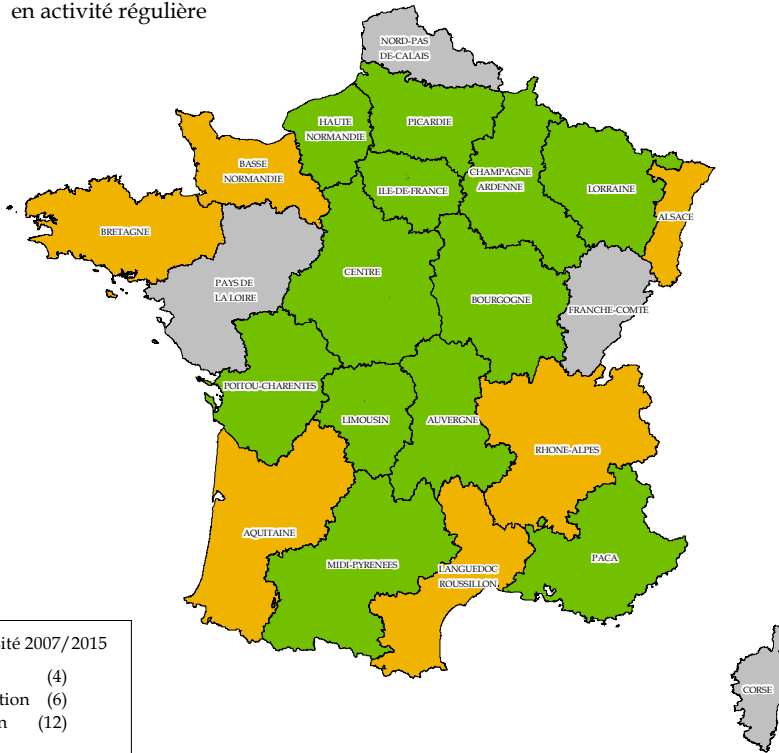 en activité régulière
NORD-PAS
DE-CALAIS
HAUTE
NORMANDIE
PICARDIE
BASSE
NORMANDIE
CHAMPAGNE
ARDENNE
ILE-DE-FRANCE
LORRAINE
ALSACE
BRETAGNE
CENTRE
PAYS DE
LA LOIRE
BOURGOGNE
FRANCHE-COMTE
POITOU-CHARENTES
LIMOUSIN
AUVERGNE
RHONE-ALPES
AQUITAINE
MIDI-PYRENEES
LANGUEDOC-
ROUSSILLON
PACA
2007/2015
(4)
(6)
(12)
CORSE